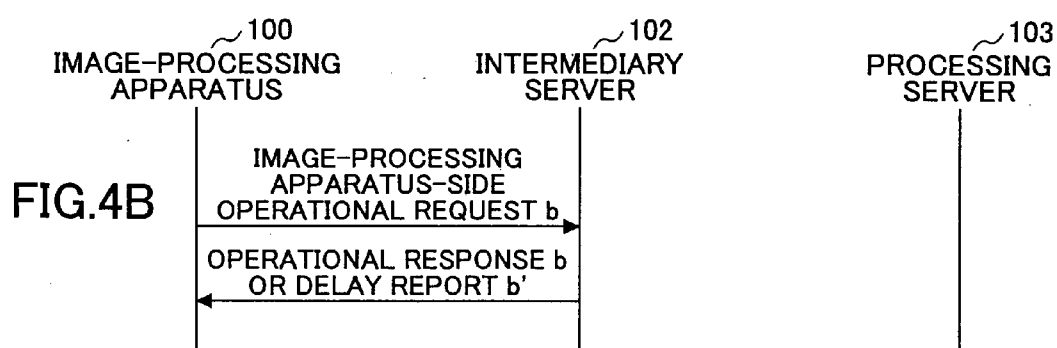 100
IMAGE-PROCESSING
APPARATUS
102
INTERMEDIARY
SERVER
103
PROCESSING
SERVER
FIG.4B
IMAGE-PROCESSING
APPARATUS-SIDE
OPERATIONAL REQUEST b
OPERATIONAL RESPONSE b
OR DELAY REPORT b'